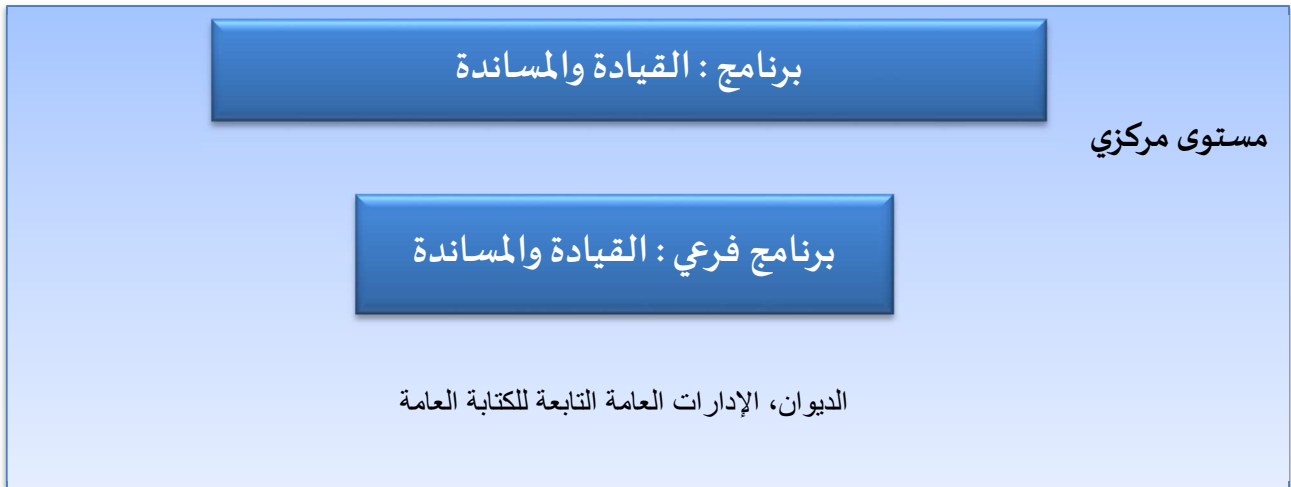 برنامج : القيادة والمساندة
مستوى مركزي
برنامج فرعي : القيادة والمساندة
الديوان، الإدارات العامة التابعة للكتابة العامة